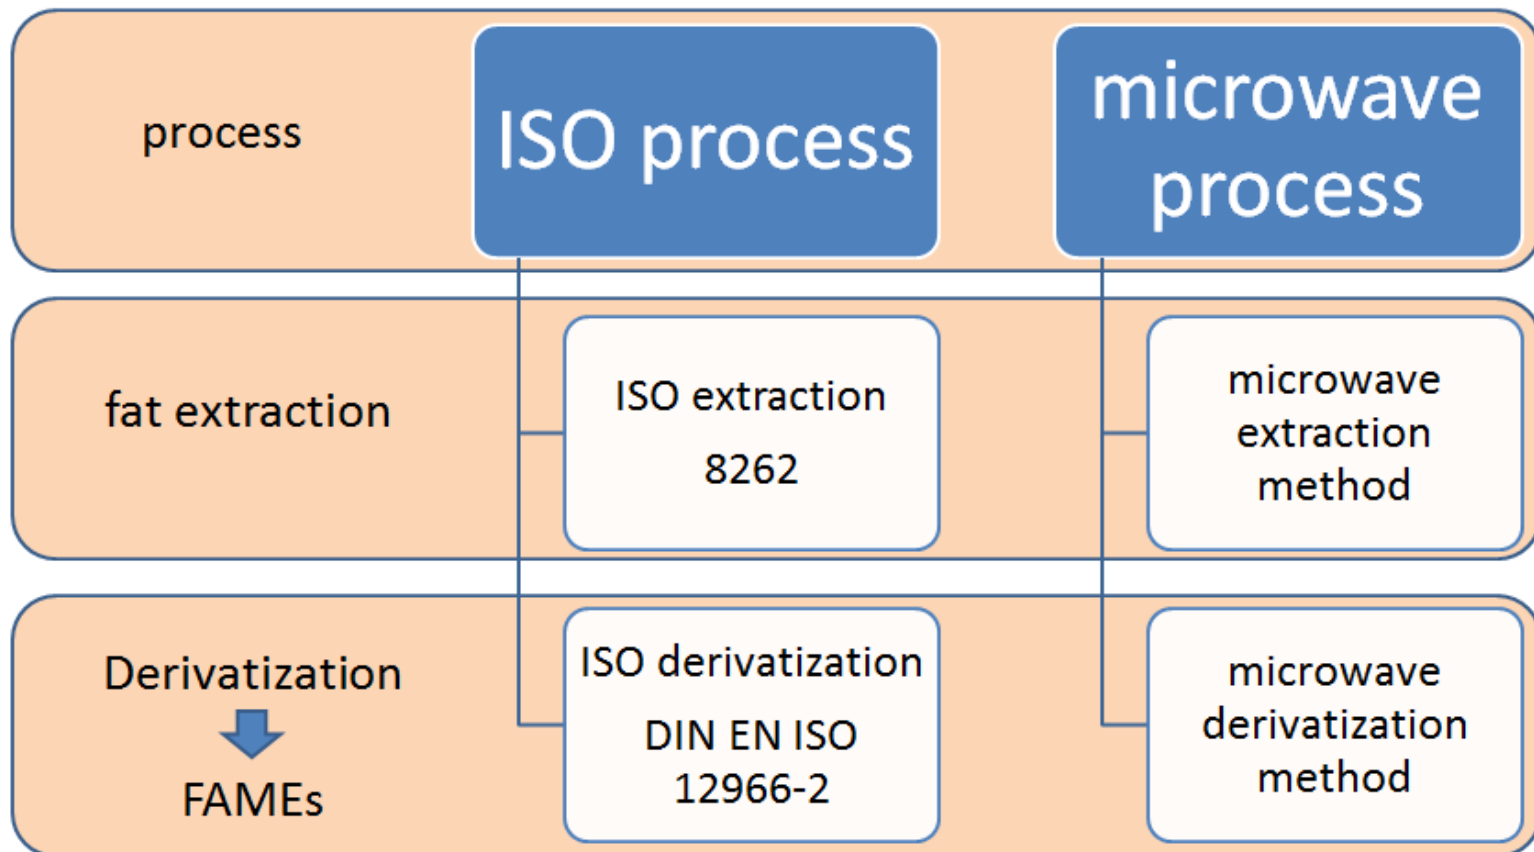 process
ISO process
microwave
process
fat extraction
ISO extraction
8262
microwave
extraction
method
Derivatization
FAMEs
ISO derivatization
DIN EN ISO
12966-2
microwave
derivatization
method